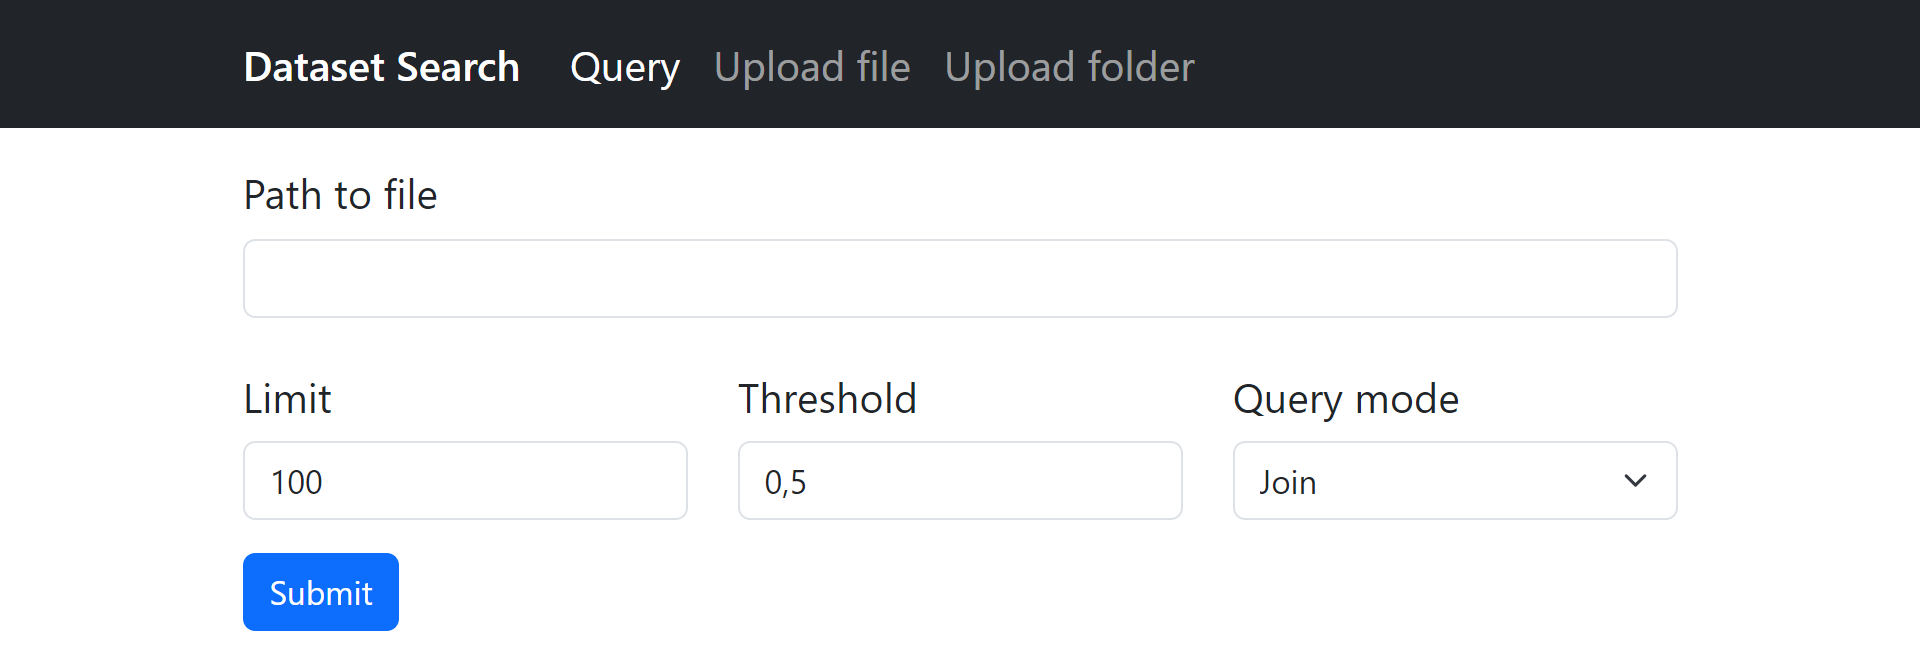 Dataset Search Query Upload file Upload folder
Path to file
Limit Threshold Query mode
100 0,5 Join
Submit